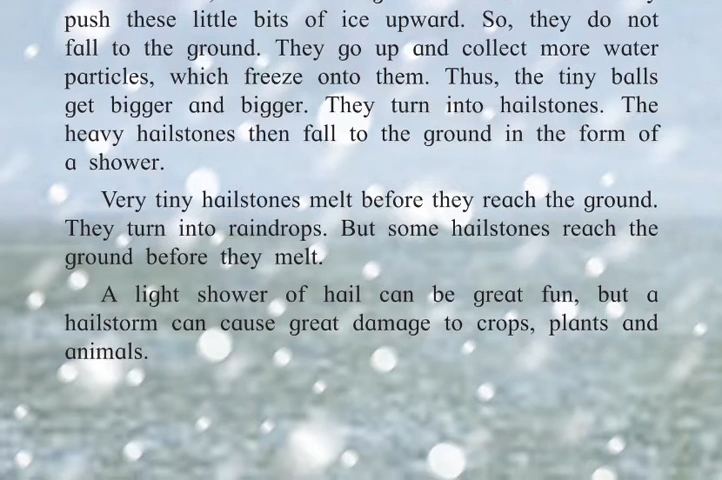 push these little bits of ice upward. So, they do not
fall to the ground. They go up and collect more water
particles, which freeze onto them. Thus, the tiny balls
get bigger and bigger. They turn into hailstones. The
heavy hailstones then fall to the ground in the form of
a shower.
Very tiny hailstones melt before they reach the ground.
They turn into raindrops. But some hailstones reach the
ground before they melt.
A light shower of hail can be great fun, but a
hailstorm can cause great damage to crops, plants and
animals.